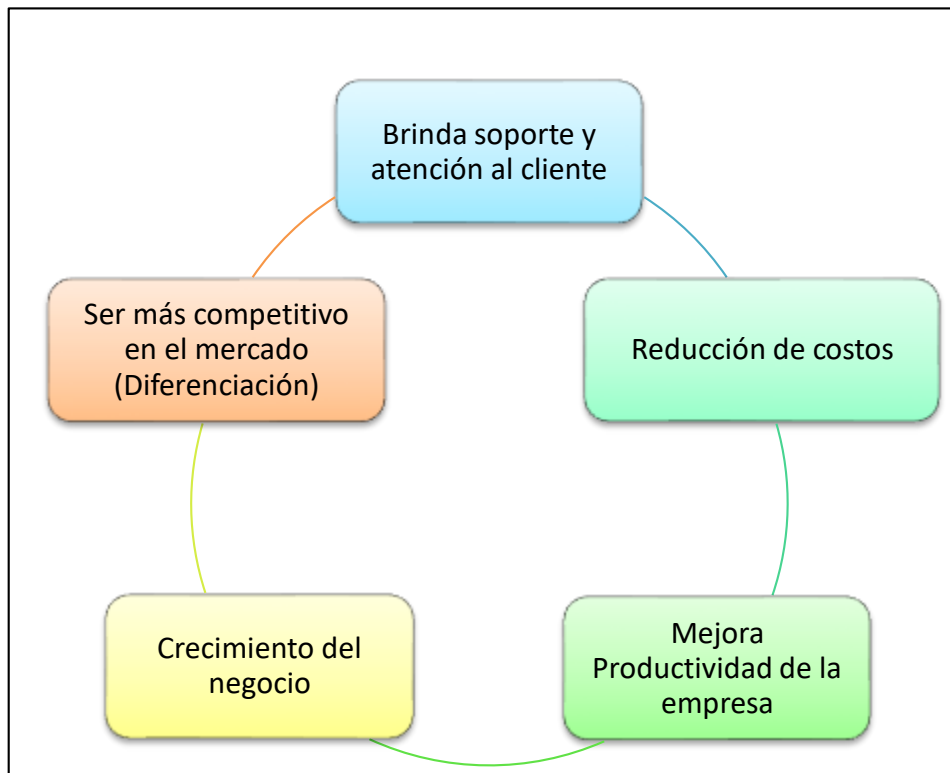 Brinda soporte y
atención al cliente
Reducción de costos
Mejora
Productividad de la
empresa
Crecimiento del
negocio
Ser más competitivo
en el mercado
(Diferenciación)